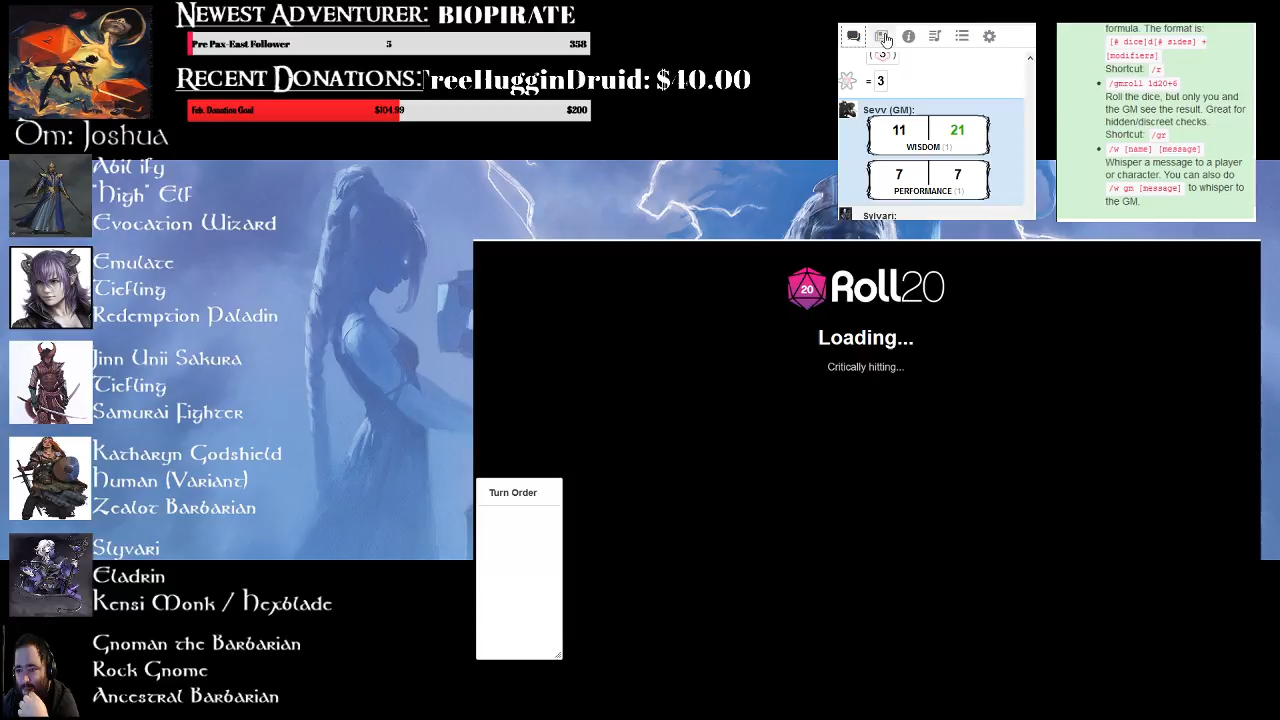 Newest Adventurer: BIOPIRATE
Pre Pax-East Follower 5 358
Recent Donations: TreeHugginDruid: $40.00
Feb. Donation Goal $104.99 $200
Dm: Joshua
Abil ify
"High" Elf
Evocation Wizard
Emulate
Tiefling
Redemption Paladin
Jinn Unii Sakura
Tiefling
Samurai Fighter
Katharyn Godshield
Human (Variant)
Zealot Barbarian
Slyvari
Eladrin
Kensi Monk / Hexblade
Gnoman the Barbarian
Rock Gnome
Ancestral Barbarian
= 3
Sevv (GM):
11 21
WISDOM (1)
7 7
PERFORMANCE (1)
Sylvari:
formula. The format is:
[# dice]d[# sides] +
[modifiers]
Shortcut: /r
/gmroll 1d20+6
Roll the dice, but only you and
the GM see the result. Great for
hidden/discreet checks.
Shortcut: /gr
/w [name] [message]
Whisper a message to a player
or character. You can also do
/w gm [message] to whisper to
the GM.
20 Roll20
Loading...
Critically hitting...
Turn Order